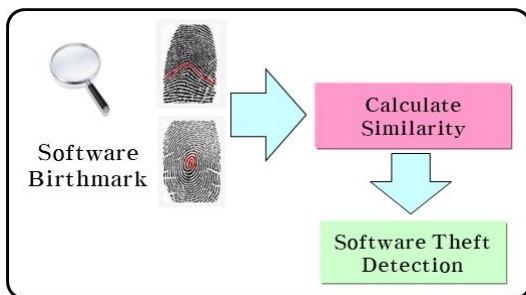 Software
Birthmark
Calculate
Similarity
Software Theft
Detection